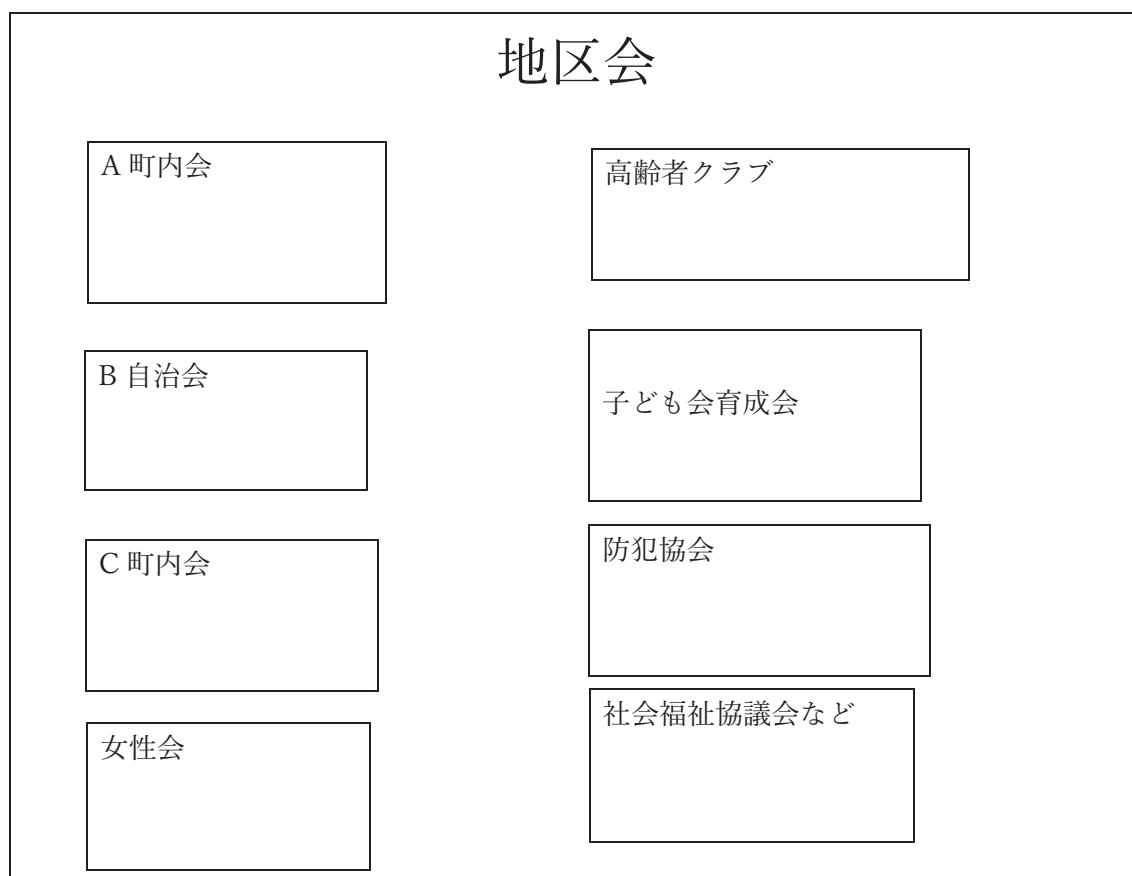 地区会
A 町内会
B 自治会
C 町内会
女性会
高齢者クラブ
子ども会育成会
防犯協会
社会福祉協議会など